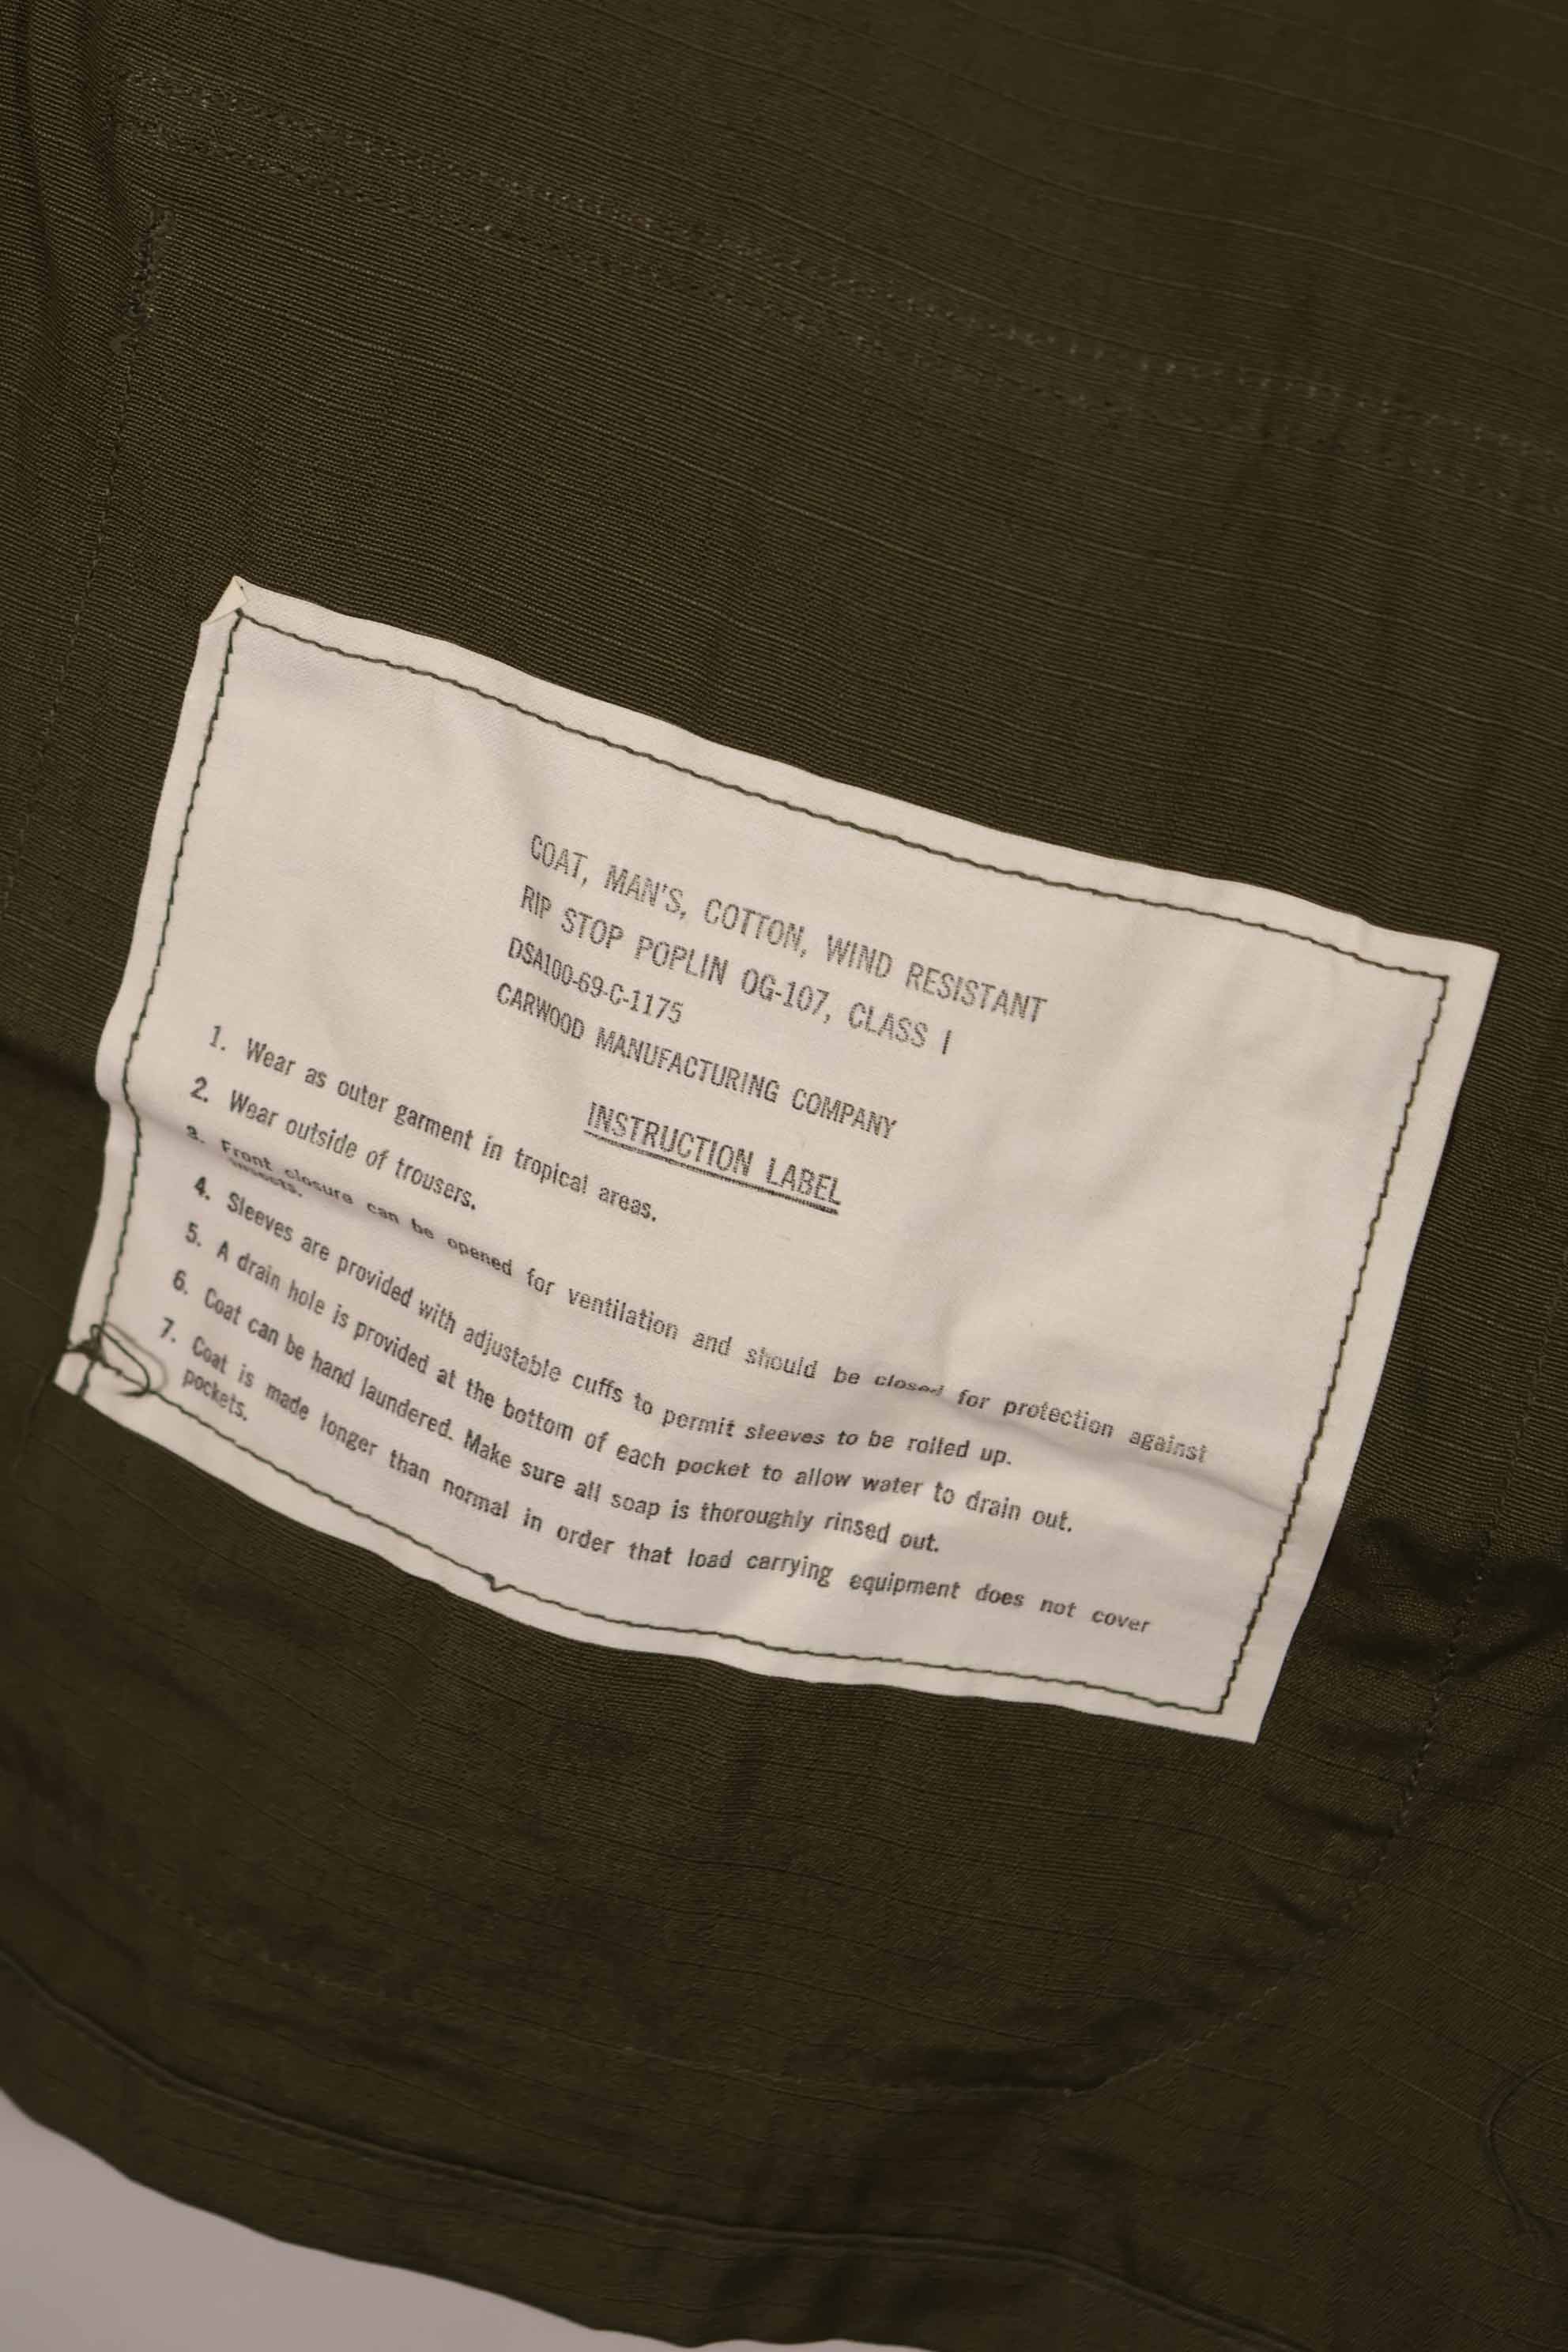 COAT, MAN'S, COTTON, WIND RESISTANT
RIP STOP POPLIN OG-107, CLASS I
DSA100-69-C-1175
CARWOOD MANUFACTURING COMPANY
INSTRUCTION LABEL
1. Wear as outer garment in tropical areas.
2. Wear outside of trousers.
3. Front closure can be opened for ventilation and should be closed for protection against
insects.
4. Sleeves are provided with adjustable cuffs to permit sleeves to be rolled up.
5. A drain hole is provided at the bottom of each pocket to allow water to drain out.
6. Coat can be hand laundered. Make sure all soap is thoroughly rinsed out.
7. Coat is made longer than normal in order that load carrying equipment does not cover
pockets.